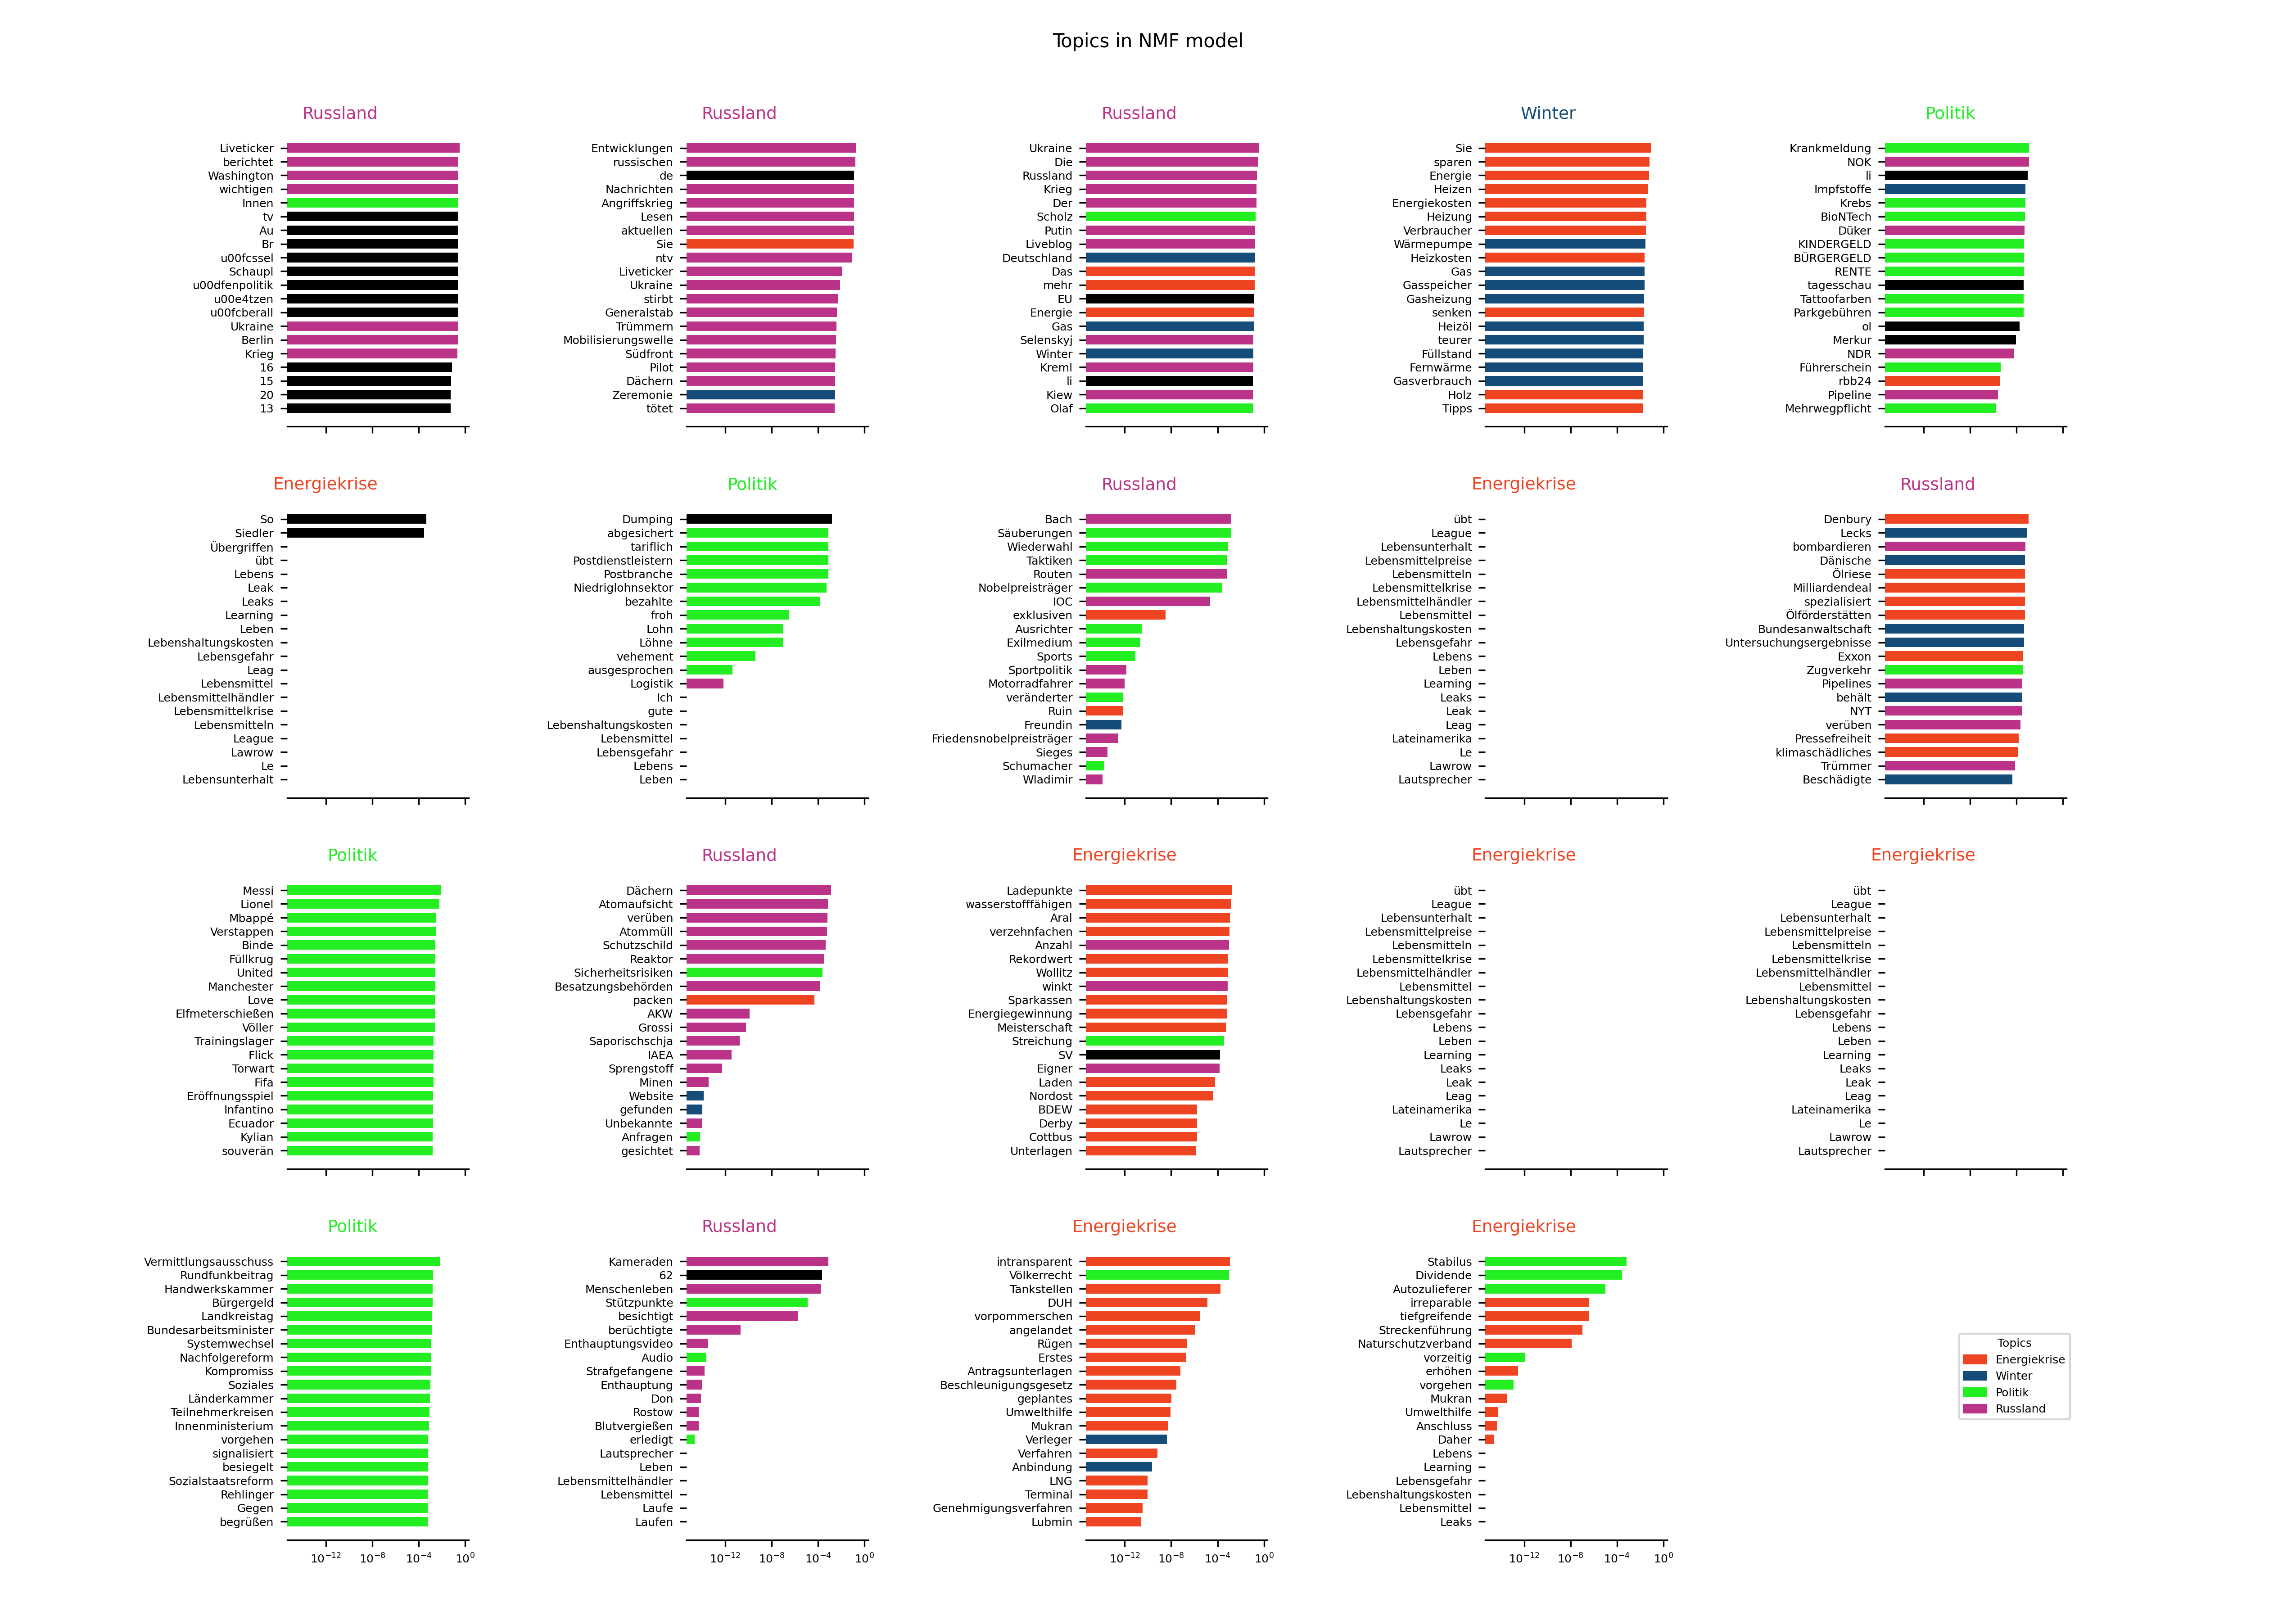 Topics in NMF model
Russland
Liveticker
berichtet
Washington
wichtigen
Innen
tv
Au
Br
u00fcssel
Schaupl
u00dfenpolitik
u00e4tzen
u00fcberall
Ukraine
Berlin
Krieg
16
15
20
13
Russland
Entwicklungen
russischen
de
Nachrichten
Angriffskrieg
Lesen
aktuellen
Sie
ntv
Liveticker
Ukraine
stirbt
Generalstab
Trümmern
Mobilisierungswelle
Südfront
Pilot
Dächern
Zeremonie
tötet
Russland
Ukraine
Die
Russland
Krieg
Der
Scholz
Putin
Liveblog
Deutschland
Das
mehr
EU
Energie
Gas
Selenskyj
Winter
Kreml
li
Kiew
Olaf
Winter
Sie
sparen
Energie
Heizen
Energiekosten
Heizung
Verbraucher
Wärmepumpe
Heizkosten
Gas
Gasspeicher
Gasheizung
senken
Heizöl
teurer
Füllstand
Fernwärme
Gasverbrauch
Holz
Tipps
Politik
Krankmeldung
NOK
li
Impfstoffe
Krebs
BioNTech
Düker
KINDERGELD
BÜRGERGELD
RENTE
tagesschau
Tattoofarben
Parkgebühren
ol
Merkur
NDR
Führerschein
rbb24
Pipeline
Mehrwegpflicht
Energiekrise
So
Siedler
Übergriffen
übt
Lebens
Leak
Leaks
Learning
Leben
Lebenshaltungskosten
Lebensgefahr
Leag
Lebensmittel
Lebensmittelhändler
Lebensmittelkrise
Lebensmitteln
League
Lawrow
Le
Lebensunterhalt
Politik
Dumping
abgesichert
tariflich
Postdienstleistern
Postbranche
Niedriglohnsektor
bezahlte
froh
Lohn
Löhne
vehement
ausgesprochen
Logistik
Ich
gute
Lebenshaltungskosten
Lebensmittel
Lebensgefahr
Lebens
Leben
Russland
Bach
Säuberungen
Wiederwahl
Taktiken
Routen
Nobelpreisträger
IOC
exklusiven
Ausrichter
Exilmedium
Sports
Sportpolitik
Motorradfahrer
veränderter
Ruin
Freundin
Friedensnobelpreisträger
Sieges
Schumacher
Wladimir
Energiekrise
übt
League
Lebensunterhalt
Lebensmittelpreise
Lebensmitteln
Lebensmittelkrise
Lebensmittelhändler
Lebensmittel
Lebenshaltungskosten
Lebensgefahr
Lebens
Leben
Learning
Leaks
Leak
Leag
Lateinamerika
Le
Lawrow
Lautsprecher
Russland
Denbury
Lecks
bombardieren
Dänische
Ölriese
Milliardendeal
spezialisiert
Ölförderstätten
Bundesanwaltschaft
Untersuchungsergebnisse
Exxon
Zugverkehr
Pipelines
behält
NYT
verüben
Pressefreiheit
klimaschädliches
Trümmer
Beschädigte
Politik
Messi
Lionel
Mbappé
Verstappen
Binde
Füllkrug
United
Manchester
Love
Elfmeterschießen
Völler
Trainingslager
Flick
Torwart
Fifa
Eröffnungsspiel
Infantino
Ecuador
Kylian
souverän
Russland
Dächern
Atomaufsicht
verüben
Atommüll
Schutzschild
Reaktor
Sicherheitsrisiken
Besatzungsbehörden
packen
AKW
Grossi
Saporischschja
IAEA
Sprengstoff
Minen
Website
gefunden
Unbekannte
Anfragen
gesichtet
Energiekrise
Ladepunkte
wasserstofffähigen
Aral
verzehnfachen
Anzahl
Rekordwert
Wollitz
winkt
Sparkassen
Energiegewinnung
Meisterschaft
Streichung
SV
Eigner
Laden
Nordost
BDEW
Derby
Cottbus
Unterlagen
Energiekrise
übt
League
Lebensunterhalt
Lebensmittelpreise
Lebensmitteln
Lebensmittelkrise
Lebensmittelhändler
Lebensmittel
Lebenshaltungskosten
Lebensgefahr
Lebens
Leben
Learning
Leaks
Leak
Leag
Lateinamerika
Le
Lawrow
Lautsprecher
Energiekrise
übt
League
Lebensunterhalt
Lebensmittelpreise
Lebensmitteln
Lebensmittelkrise
Lebensmittelhändler
Lebensmittel
Lebenshaltungskosten
Lebensgefahr
Lebens
Leben
Learning
Leaks
Leak
Leag
Lateinamerika
Le
Lawrow
Lautsprecher
Politik
Vermittlungsausschuss
Rundfunkbeitrag
Handwerkskammer
Bürgergeld
Landkreistag
Bundesarbeitsminister
Systemwechsel
Nachfolgereform
Kompromiss
Soziales
Länderkammer
Teilnehmerkreisen
Innenministerium
vorgehen
signalisiert
besiegelt
Sozialstaatsreform
Rehlinger
Gegen
begrüßen
10⁻¹² 10⁻⁸ 10⁻⁴ 10⁰
Russland
Kameraden
62
Menschenleben
Stützpunkte
besichtigt
berüchtigte
Enthauptungsvideo
Audio
Strafgefangene
Enthauptung
Don
Rostow
Blutvergießen
erledigt
Lautsprecher
Leben
Lebensmittelhändler
Lebensmittel
Laufe
Laufen
10⁻¹² 10⁻⁸ 10⁻⁴ 10⁰
Energiekrise
intransparent
Völkerrecht
Tankstellen
DUH
vorpommerschen
angelandet
Rügen
Erstes
Antragsunterlagen
Beschleunigungsgesetz
geplantes
Umwelthilfe
Mukran
Verleger
Verfahren
Anbindung
LNG
Terminal
Genehmigungsverfahren
Lubmin
10⁻¹² 10⁻⁸ 10⁻⁴ 10⁰
Energiekrise
Stabilus
Dividende
Autozulieferer
irreparable
tiefgreifende
Streckenführung
Naturschutzverband
vorzeitig
erhöhen
vorgehen
Mukran
Umwelthilfe
Anschluss
Daher
Lebens
Learning
Lebensgefahr
Lebenshaltungskosten
Lebensmittel
Leaks
10⁻¹² 10⁻⁸ 10⁻⁴ 10⁰
Topics
Energiekrise
Winter
Politik
Russland